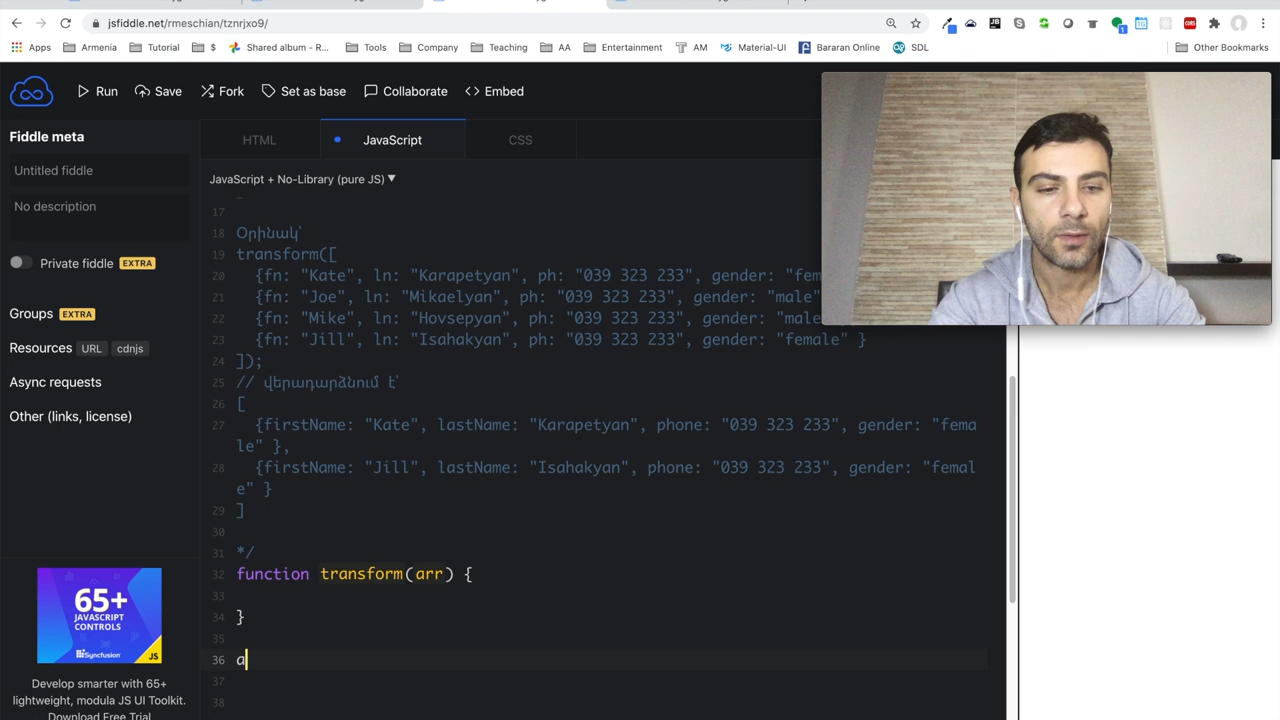 jsfiddle.net/rmeschian/tznrjxo9/
Apps Armenia Tutorial $ Shared album - R... Tools Company Teaching AA Entertainment AM Material-UI Bararan Online SDL Other Bookmarks
Run Save Fork Set as base Collaborate Embed
Fiddle meta
Untitled fiddle
No description
Private fiddle EXTRA
Groups EXTRA
Resources URL cdnjs
Async requests
Other (links, license)
65+
JAVASCRIPT
CONTROLS
Syncfusion
JS
Develop smarter with 65+
lightweight, modula JS UI Toolkit.
Download Free Trial
HTML JavaScript CSS
JavaScript + No-Library (pure JS)
17
18 Օրինակ՝
19 transform([
20 {fn: "Kate", ln: "Karapetyan", ph: "039 323 233", gender: "fem
21 {fn: "Joe", ln: "Mikaelyan", ph: "039 323 233", gender: "male"
22 {fn: "Mike", ln: "Hovsepyan", ph: "039 323 233", gender: "male
23 {fn: "Jill", ln: "Isahakyan", ph: "039 323 233", gender: "female" }
24 ]);
25 // վերադարձնում է՝
26 [
27 {firstName: "Kate", lastName: "Karapetyan", phone: "039 323 233", gender: "fema
le" },
28 {firstName: "Jill", lastName: "Isahakyan", phone: "039 323 233", gender: "femal
e" }
29 ]
30
31 */
32 function transform(arr) {
33
34 }
35
36 a
37
38